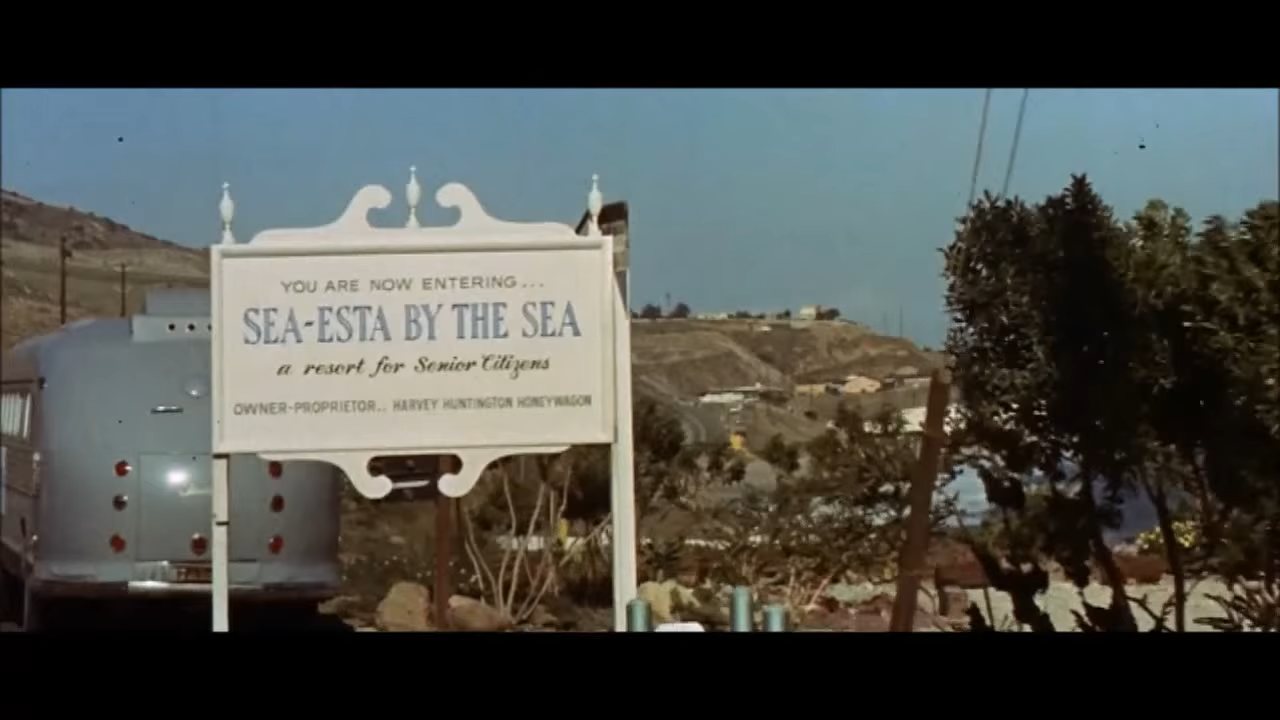 YOU ARE NOW ENTERING...
SEA-ESTA BY THE SEA
a resort for Senior Citizens
OWNER-PROPRIETOR.. HARVEY HUNTINGTON HONEYWAGON